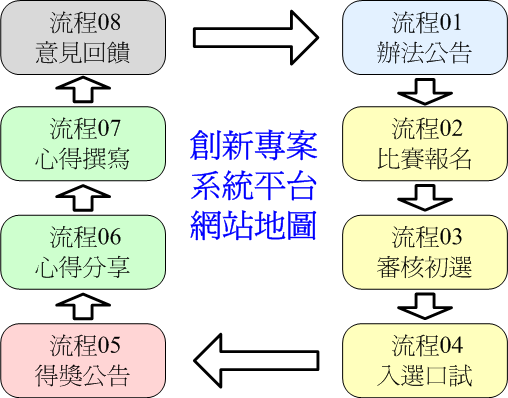 流程08
意見回饋
流程01
辦法公告
流程07
心得撰寫
創新專案
系統平台
網站地圖
流程02
比賽報名
流程06
心得分享
流程03
審核初選
流程05
得獎公告
流程04
入選口試